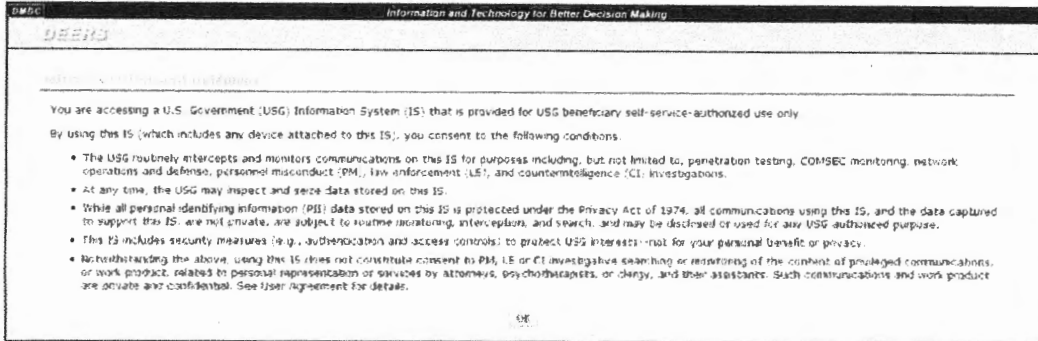 DMDC Information and Technology for Better Decision Making
DEERS
You are accessing a U.S. Government (USG) Information System (IS) that is provided for USG beneficiary self-service-authorized use only.
By using this IS (which includes any device attached to this IS), you consent to the following conditions.
• The USG routinely intercepts and monitors communications on this IS for purposes including, but not limited to, penetration testing, COMSEC monitoring, network
operations and defense, personnel misconduct (PM), law enforcement (LE), and counterintelligence (CI) investigations.
• At any time, the USG may inspect and seize data stored on this IS.
• While all personal identifying information (PII) data stored on this IS is protected under the Privacy Act of 1974, all communications using this IS, and the data captured
to support this IS, are not private, are subject to routine monitoring, interception, and search, and may be disclosed or used for any USG authorized purpose.
• This IS includes security measures (e.g., authentication and access controls) to protect USG interests--not for your personal benefit or privacy.
• Notwithstanding the above, using this IS does not constitute consent to PM, LE or CI investigative searching or monitoring of the content of privileged communications,
or work product, related to personal representation or services by attorneys, psychotherapists, or clergy, and their assistants. Such communications and work product
are private and confidential. See User Agreement for details.
OK